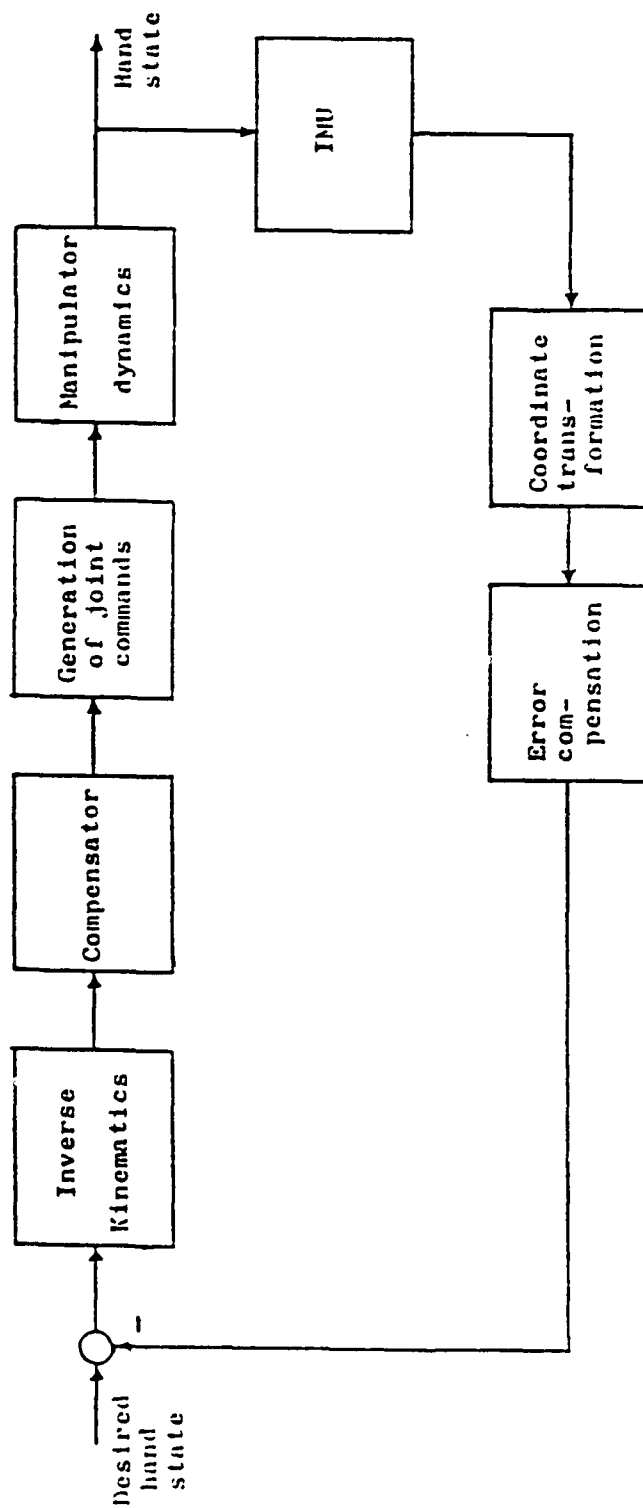 Desired
hand
state
−
Inverse
Kinematics
Compensator
Generation
of joint
commands
Manipulator
dynamics
Hand
state
IMU
Coordinate
trans-
formation
Error
com-
pensation